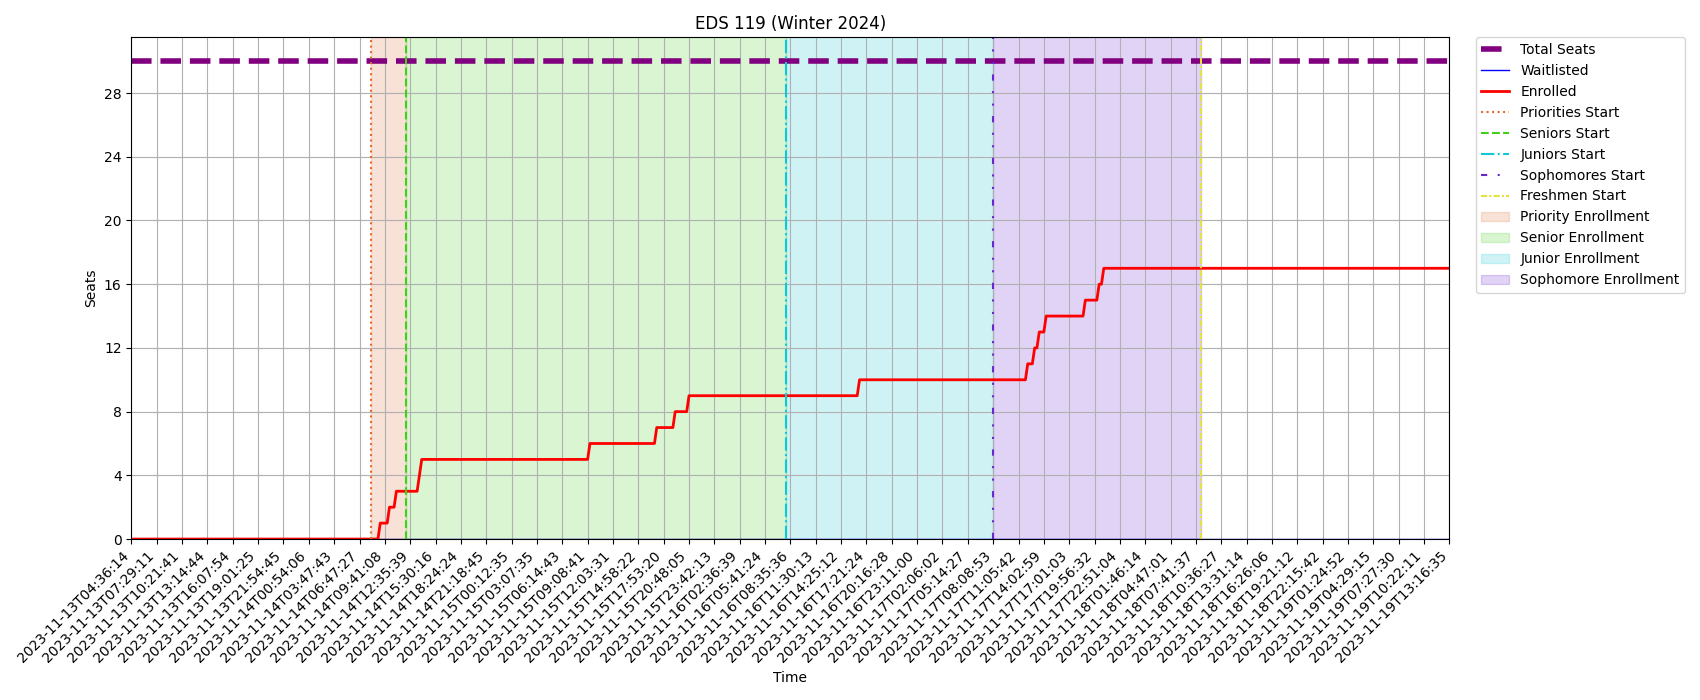 EDS 119 (Winter 2024)
Total Seats
Waitlisted
Enrolled
Priorities Start
Seniors Start
Juniors Start
Sophomores Start
Freshmen Start
Priority Enrollment
Senior Enrollment
Junior Enrollment
Sophomore Enrollment
Seats
28
24
20
16
12
8
4
0
2023-11-13T04:36:14
2023-11-13T07:29:11
2023-11-13T10:21:41
2023-11-13T13:14:44
2023-11-13T16:07:54
2023-11-13T19:01:25
2023-11-13T21:54:45
2023-11-14T00:54:06
2023-11-14T03:47:43
2023-11-14T06:47:27
2023-11-14T09:41:08
2023-11-14T12:35:39
2023-11-14T15:30:16
2023-11-14T18:24:24
2023-11-14T21:18:45
2023-11-15T00:12:35
2023-11-15T03:07:35
2023-11-15T06:14:43
2023-11-15T09:08:41
2023-11-15T12:03:31
2023-11-15T14:58:22
2023-11-15T17:53:20
2023-11-15T20:48:05
2023-11-15T23:42:13
2023-11-16T02:36:39
2023-11-16T05:41:24
2023-11-16T08:35:36
2023-11-16T11:30:13
2023-11-16T14:25:12
2023-11-16T17:21:24
2023-11-16T20:16:28
2023-11-16T23:11:00
2023-11-17T02:06:02
2023-11-17T05:14:27
2023-11-17T08:08:53
2023-11-17T11:05:42
2023-11-17T14:02:59
2023-11-17T17:01:03
2023-11-17T19:56:32
2023-11-17T22:51:04
2023-11-18T01:46:14
2023-11-18T04:47:01
2023-11-18T07:41:37
2023-11-18T10:36:27
2023-11-18T13:31:14
2023-11-18T16:26:06
2023-11-18T19:21:12
2023-11-18T22:15:42
2023-11-19T01:24:52
2023-11-19T04:29:15
2023-11-19T07:27:30
2023-11-19T10:22:11
2023-11-19T13:16:35
Time